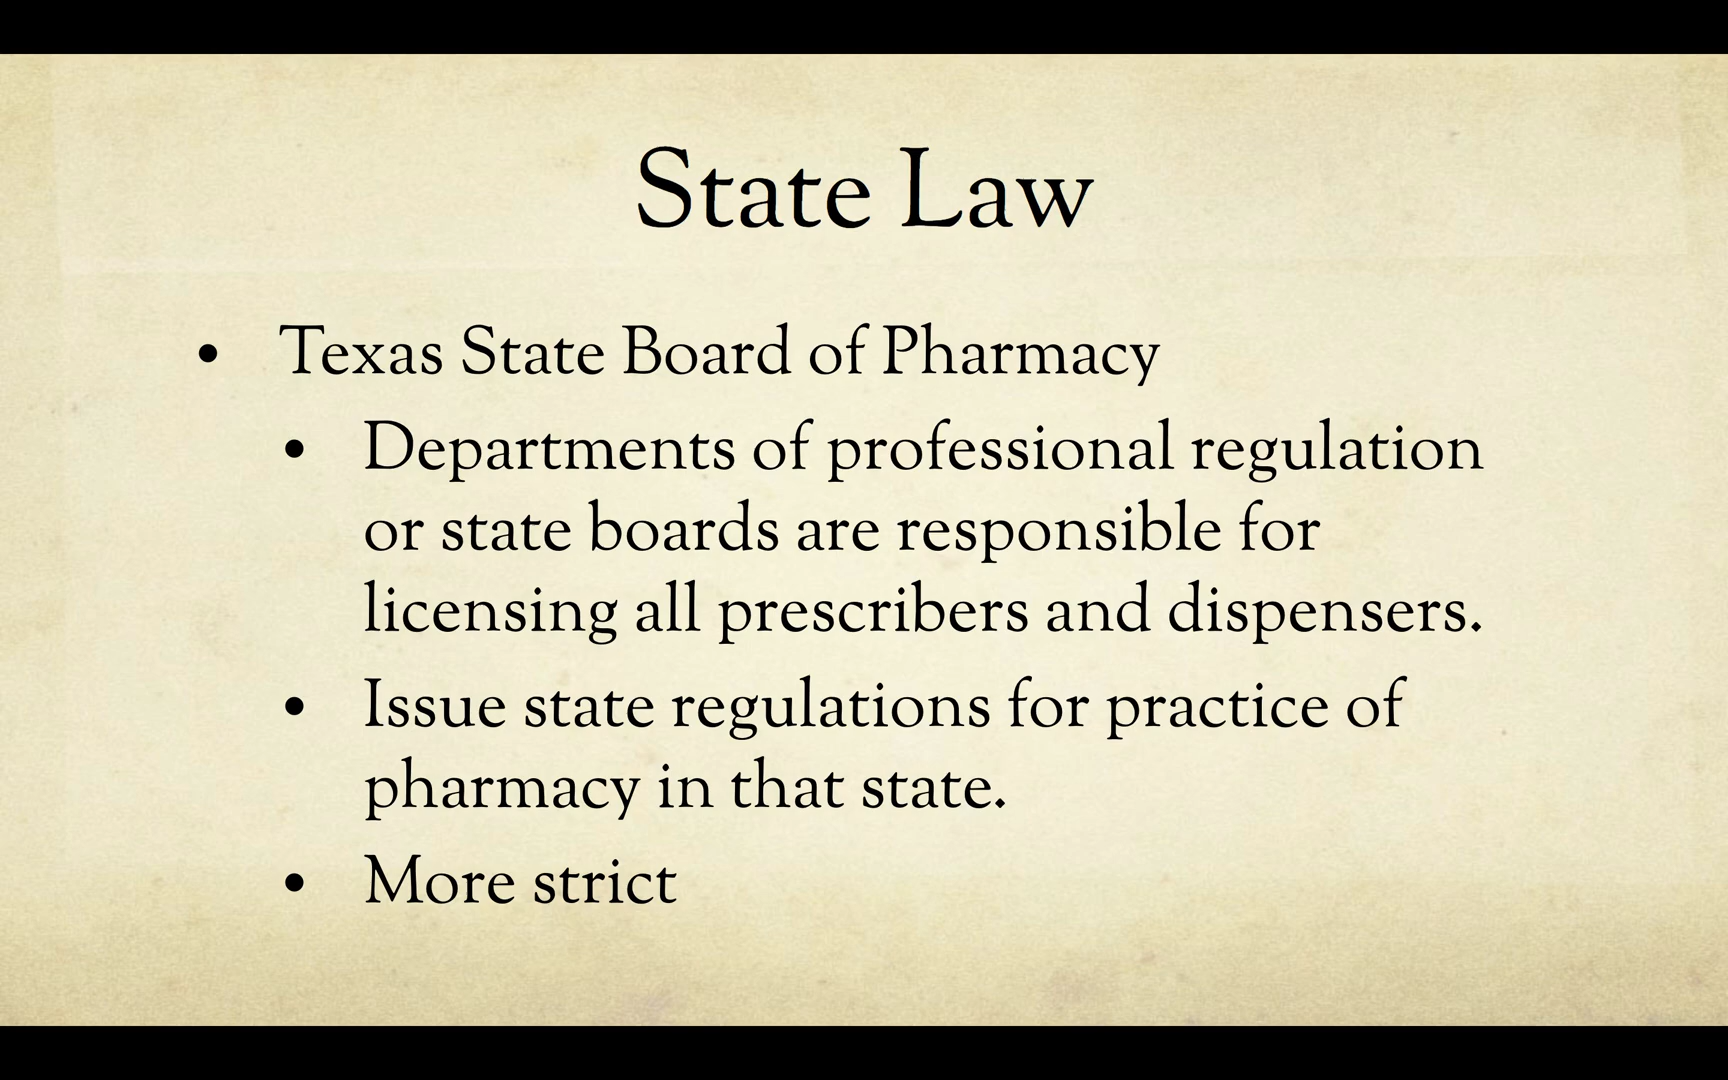 State Law
• Texas State Board of Pharmacy
• Departments of professional regulation
or state boards are responsible for
licensing all prescribers and dispensers.
• Issue state regulations for practice of
pharmacy in that state.
• More strict